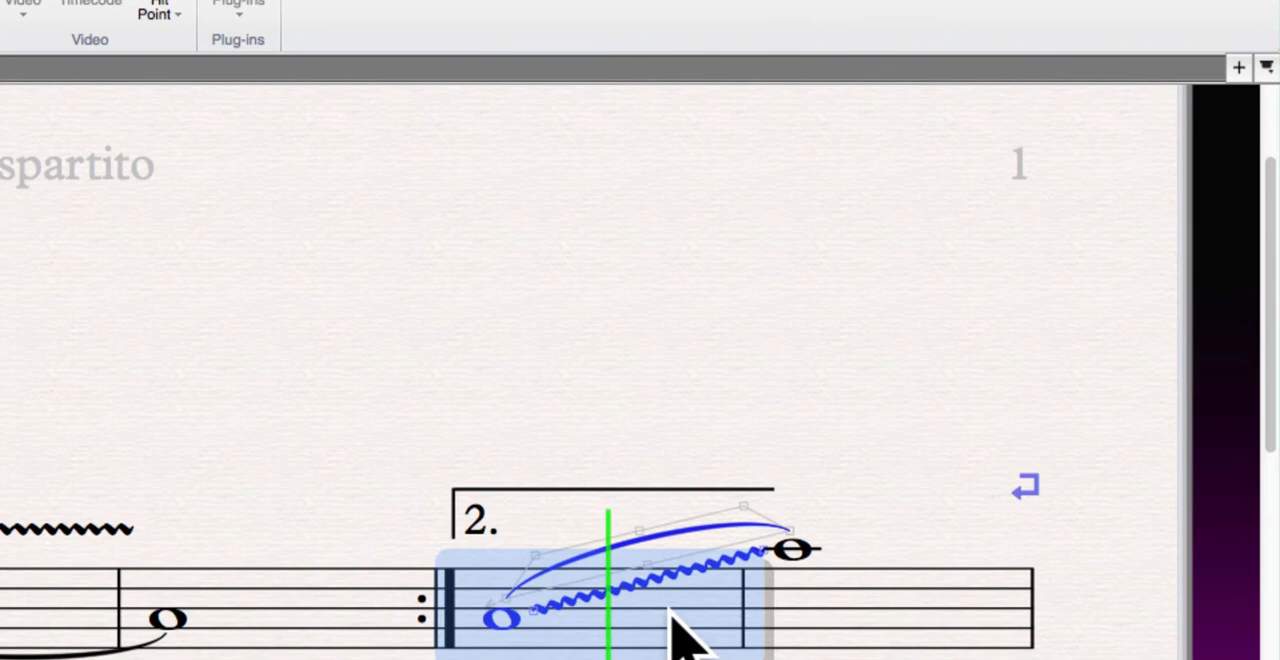 Video Timecode Hit Plug-ins
Point
Video Plug-ins
spartito 1
2.